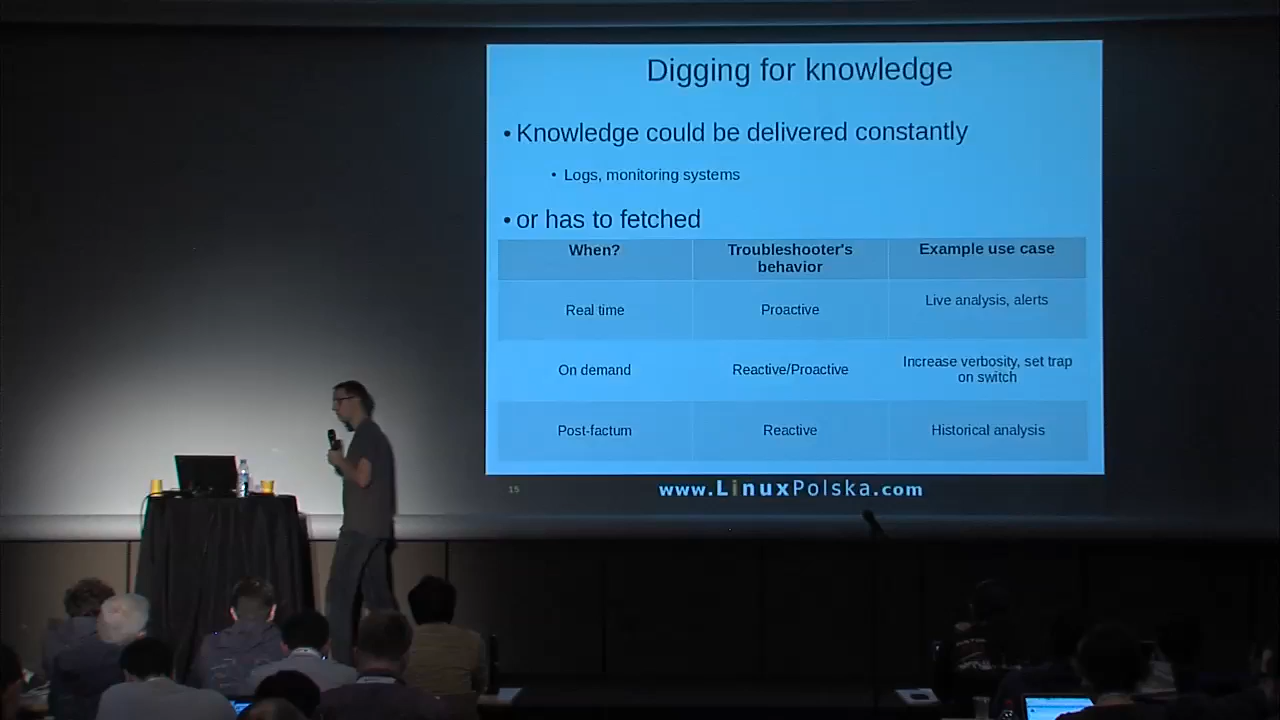 Digging for knowledge
• Knowledge could be delivered constantly
• Logs, monitoring systems
• or has to fetched
When? Troubleshooter's behavior Example use case
Real time Proactive Live analysis, alerts
On demand Reactive/Proactive Increase verbosity, set trap on switch
Post-factum Reactive Historical analysis
15 www.LinuxPolska.com